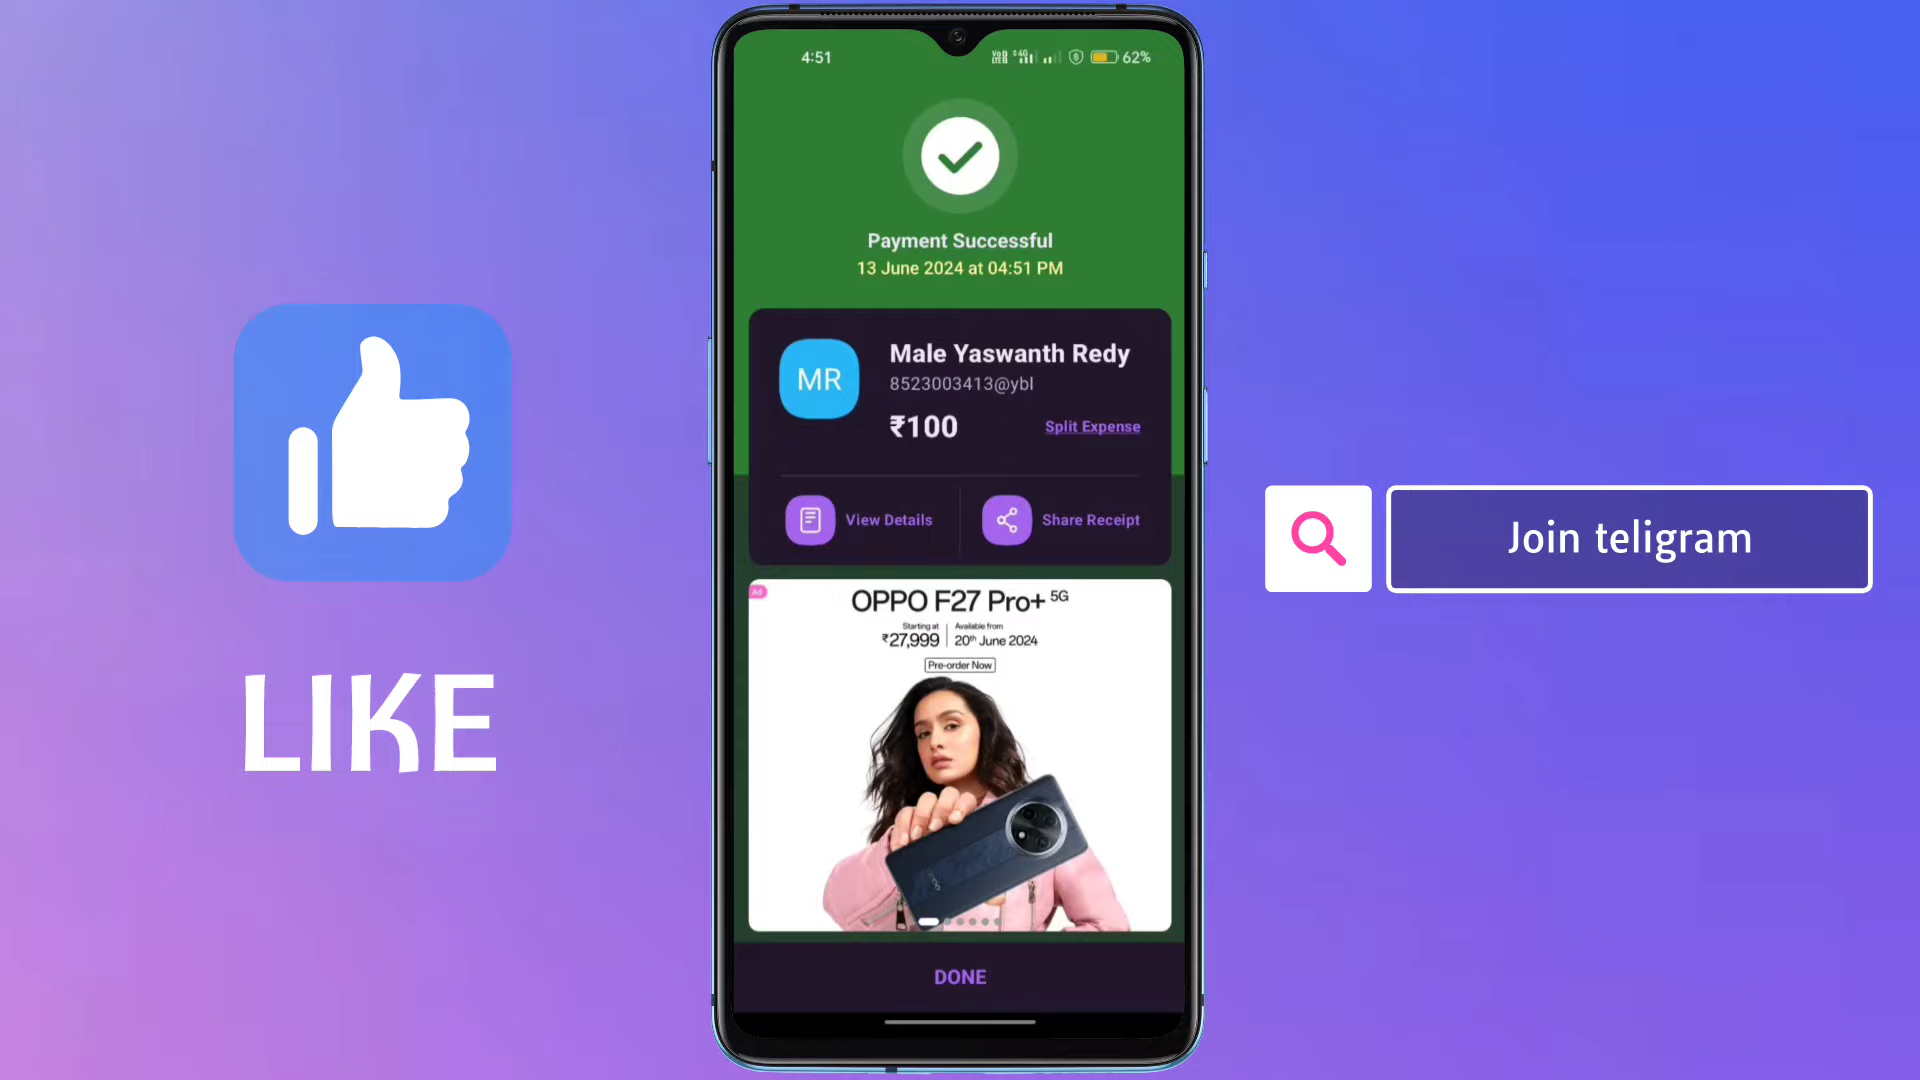 4:51
62%
Payment Successful
13 June 2024 at 04:51 PM
MR
Male Yaswanth Redy
8523003413@ybl
₹100
Split Expense
View Details
Share Receipt
Ad
OPPO F27 Pro+ 5G
Starting at
₹27,999
Available from
20th June 2024
Pre-order Now
DONE
LIKE
Join teligram